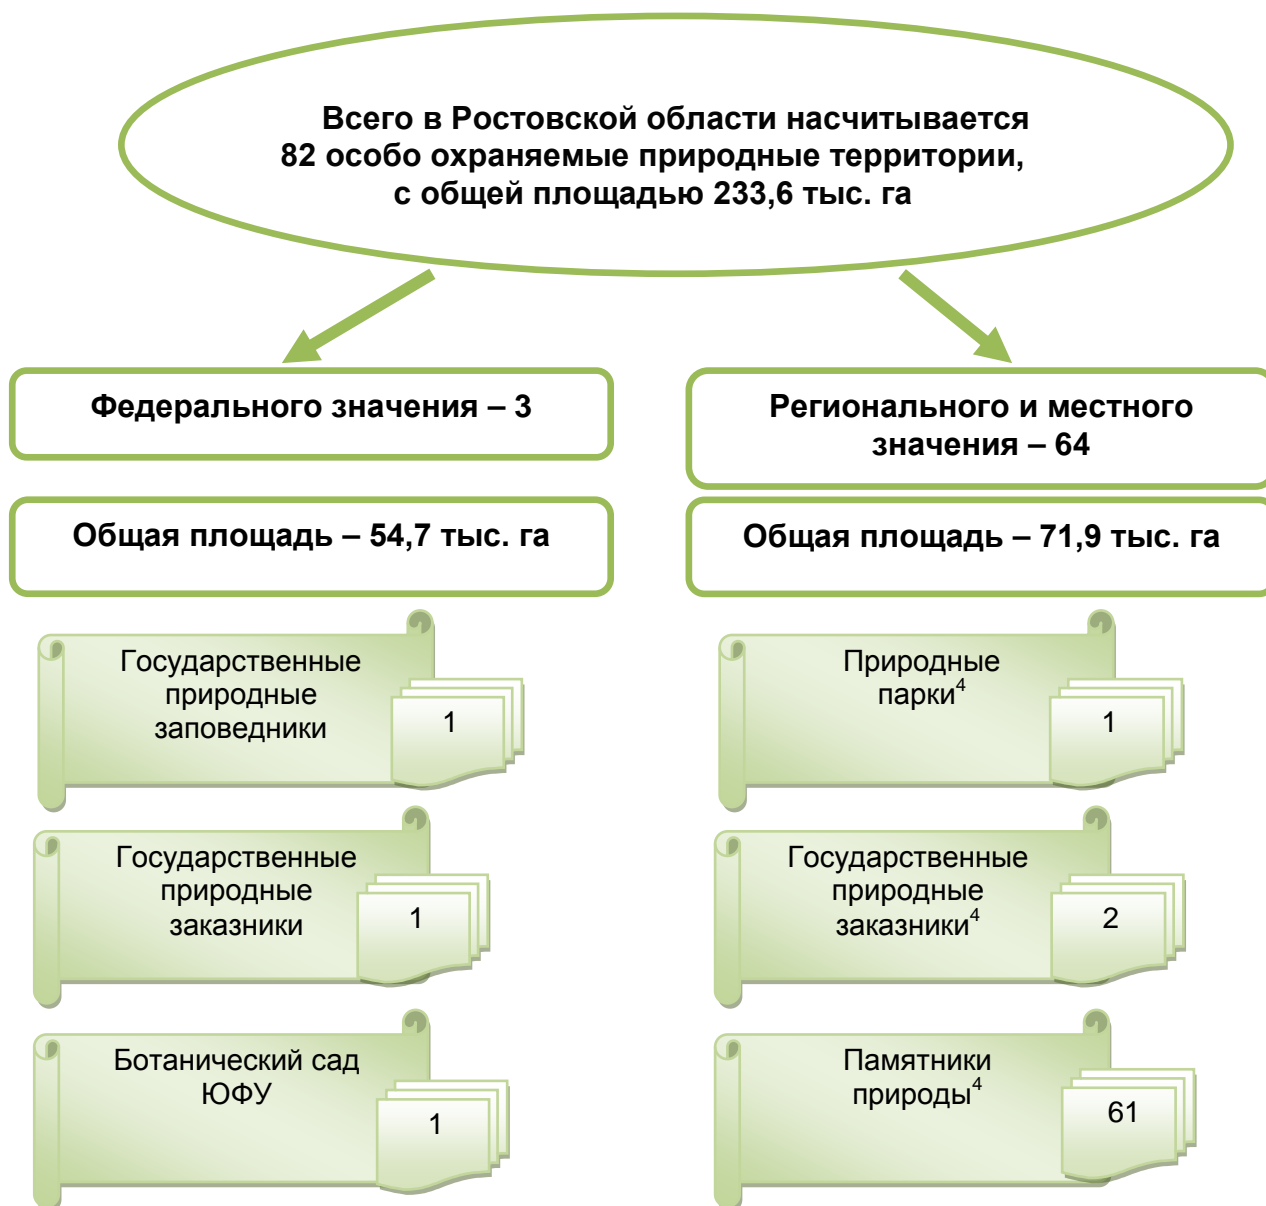 Всего в Ростовской области насчитывается
82 особо охраняемые природные территории,
с общей площадью 233,6 тыс. га
Федерального значения – 3
Общая площадь – 54,7 тыс. га
Государственные
природные
заповедники
1
Государственные
природные
заказники
1
Ботанический сад
ЮФУ
1
Регионального и местного
значения – 64
Общая площадь – 71,9 тыс. га
Природные
парки⁴
1
Государственные
природные
заказники⁴
2
Памятники
природы⁴
61